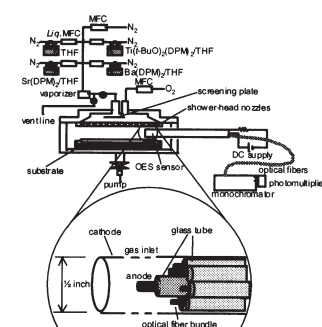 MFC
N₂
Liq. MFC
N₂
N₂
THF
Ti(t-BuO)₂(DPM)₂/THF
N₂
N₂
Sr(DPM)₂/THF
Ba(DPM)₂/THF
MFC
O₂
vaporizer
screening plate
shower-head nozzles
ventline
DC supply
substrate
OES sensor
optical fibers
pump
photomultiplie
monochromator
cathode
glass tube
gas inlet
anode
½ inch
optical fiber bundle